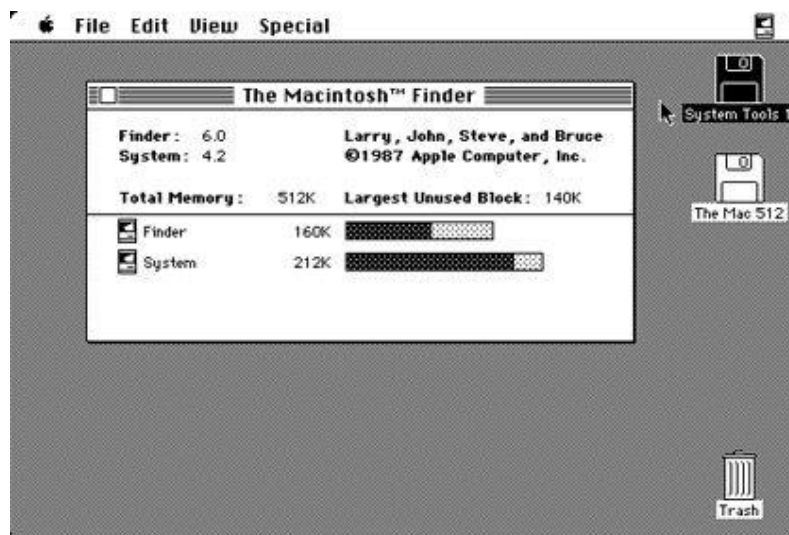 File Edit View Special
The Macintosh™ Finder
Finder: 6.0 Larry, John, Steve, and Bruce
System: 4.2 ©1987 Apple Computer, Inc.
Total Memory: 512K Largest Unused Block: 140K
Finder 160K
System 212K
System Tools 1
The Mac 512
Trash